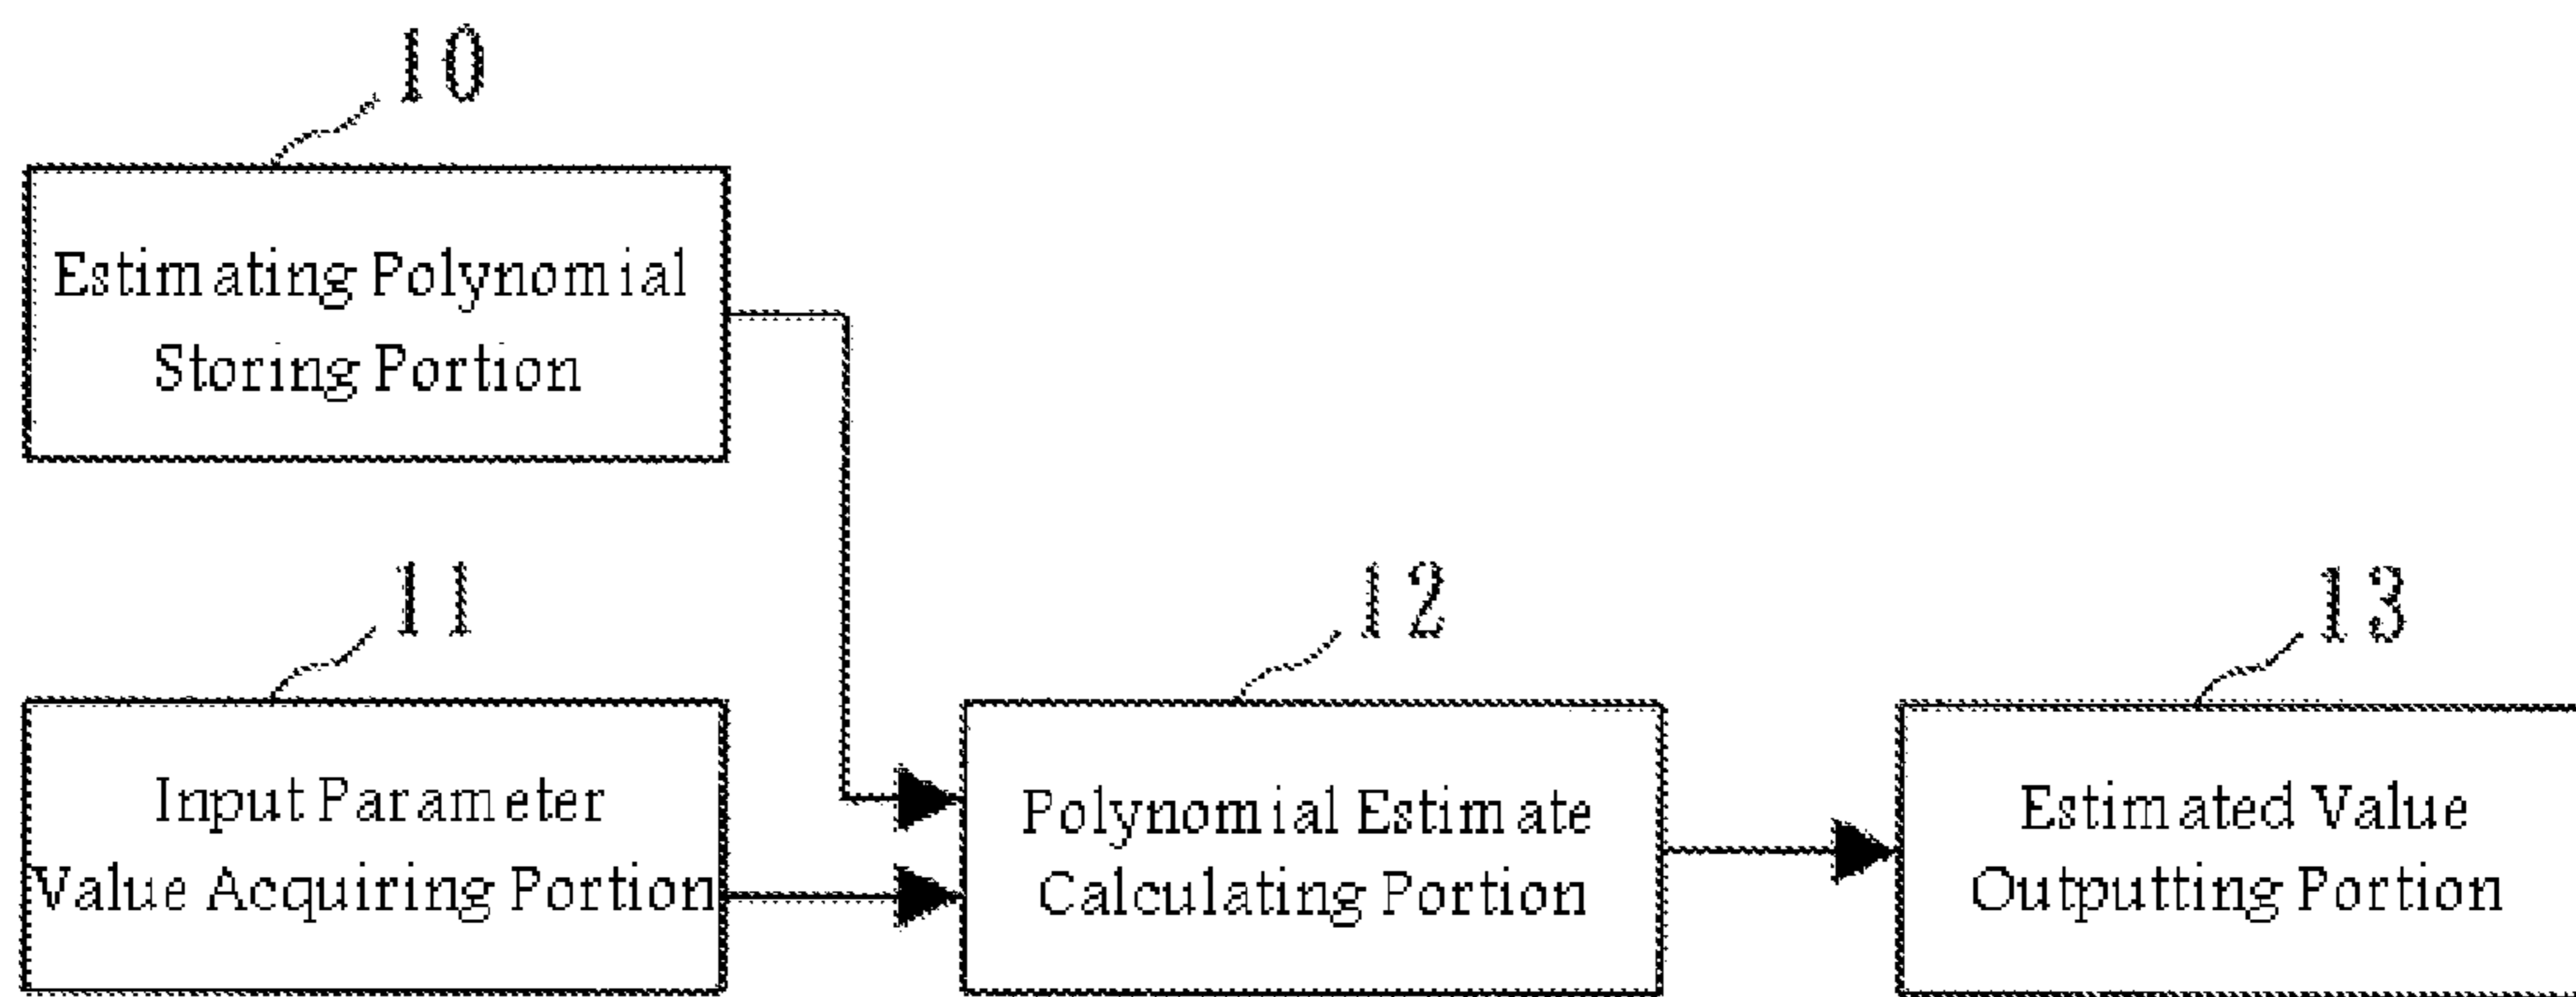 10
Estimating Polynomial
Storing Portion
11
Input Parameter
Value Acquiring Portion
12
Polynomial Estimate
Calculating Portion
13
Estimated Value
Outputting Portion